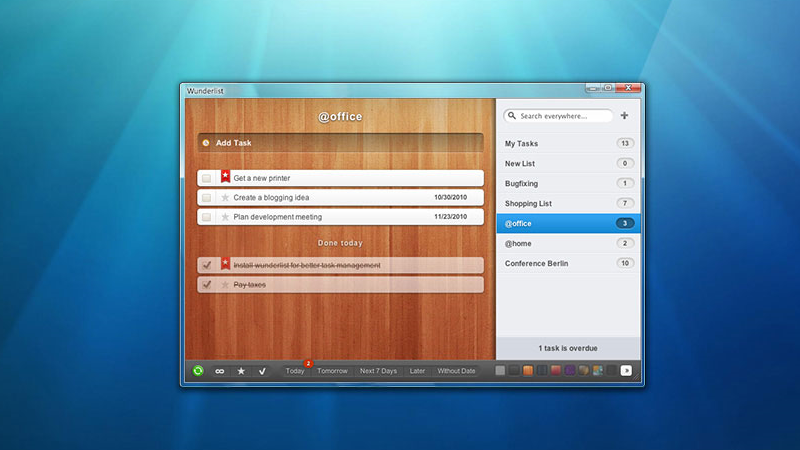 Wunderlist
@office
Add Task
Get a new printer
Create a blogging idea 10/30/2010
Plan development meeting 11/23/2010
Done today
Install wunderlist for better task management
Pay taxes
Search everywhere...
My Tasks 13
New List 0
Bugfixing 1
Shopping List 7
@office 3
@home 2
Conference Berlin 10
1 task is overdue
Today 2 Tomorrow Next 7 Days Later Without Date